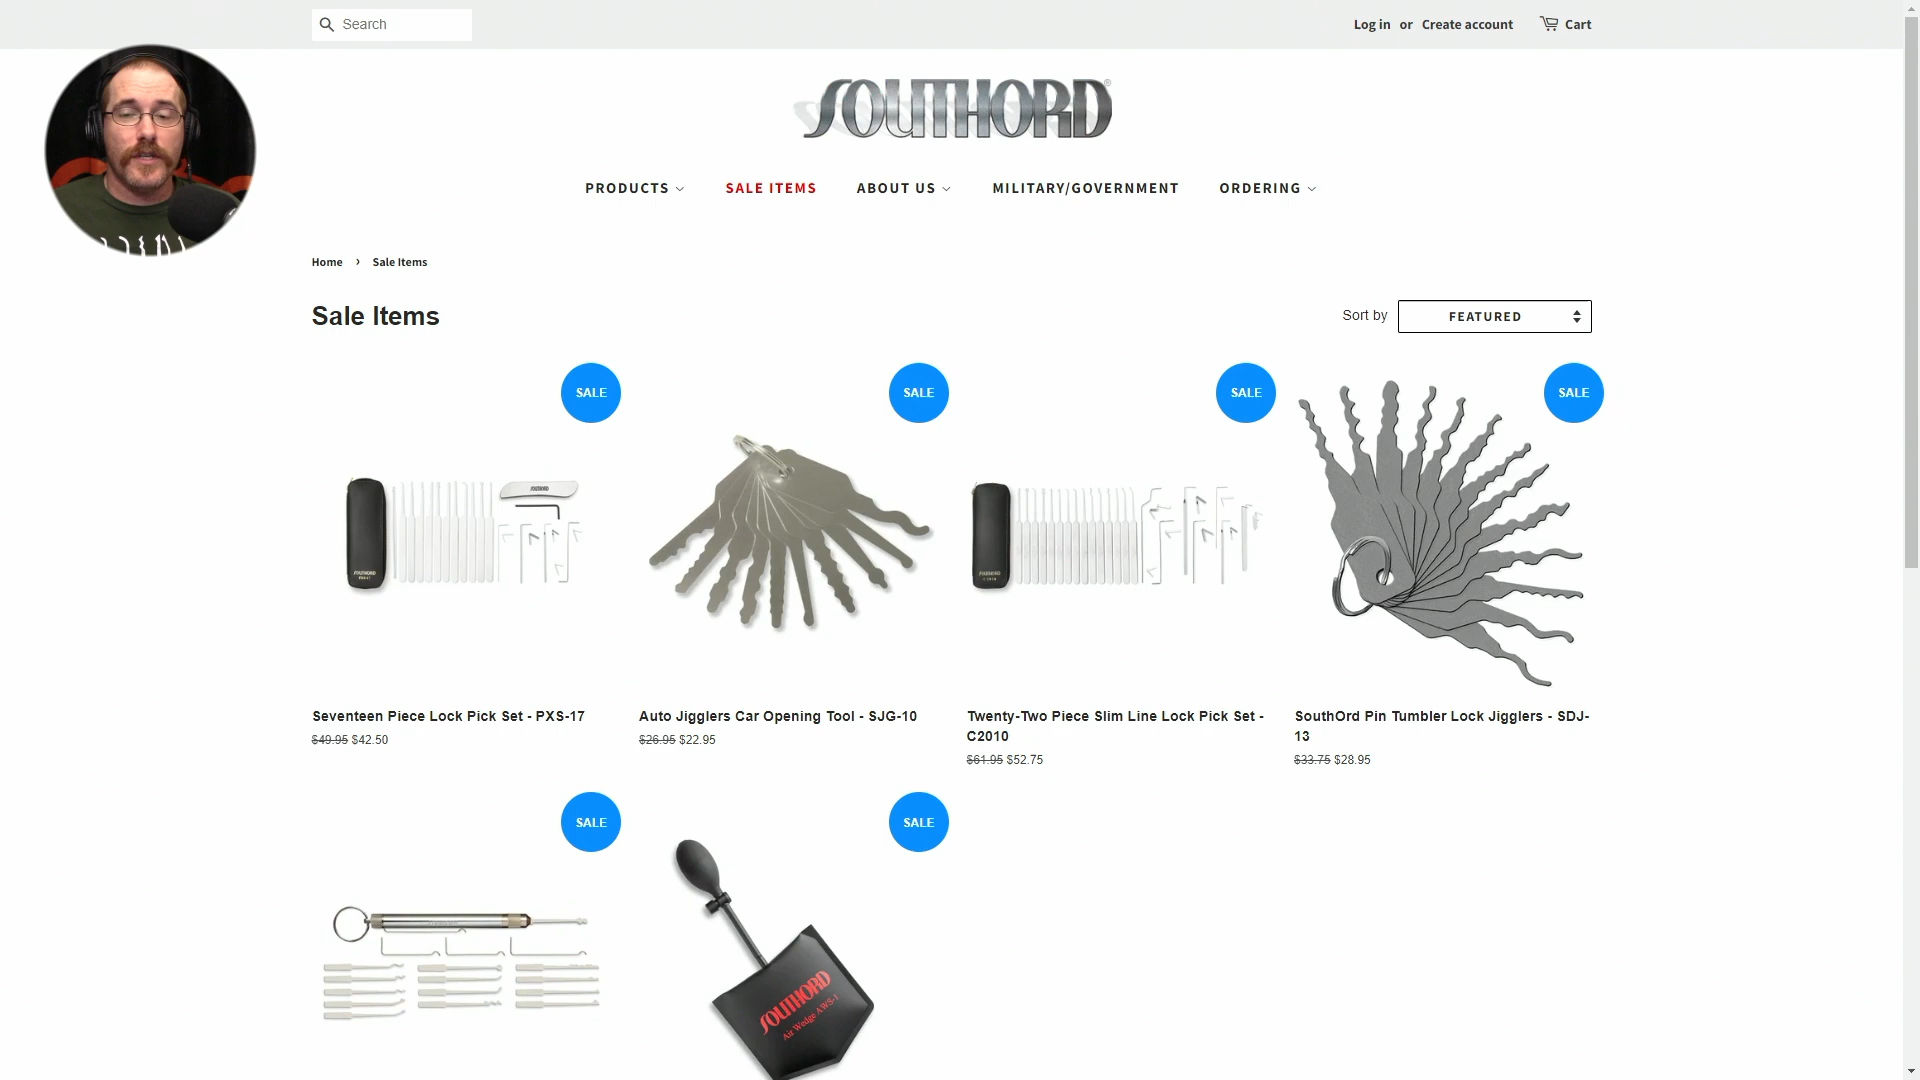 Search
Log in or Create account
Cart
SOUTHORD®
PRODUCTS
SALE ITEMS
ABOUT US
MILITARY/GOVERNMENT
ORDERING
Home › Sale Items
Sale Items
Sort by
FEATURED
SALE
SALE
SALE
SALE
SOUTHORD
SOUTHORD
SOUTHORD
Seventeen Piece Lock Pick Set - PXS-17
$49.95 $42.50
Auto Jigglers Car Opening Tool - SJG-10
$26.95 $22.95
Twenty-Two Piece Slim Line Lock Pick Set -
C2010
$61.95 $52.75
SouthOrd Pin Tumbler Lock Jigglers - SDJ-
13
$33.75 $28.95
SALE
SALE
SOUTHORD
Air Wedge AWS-1